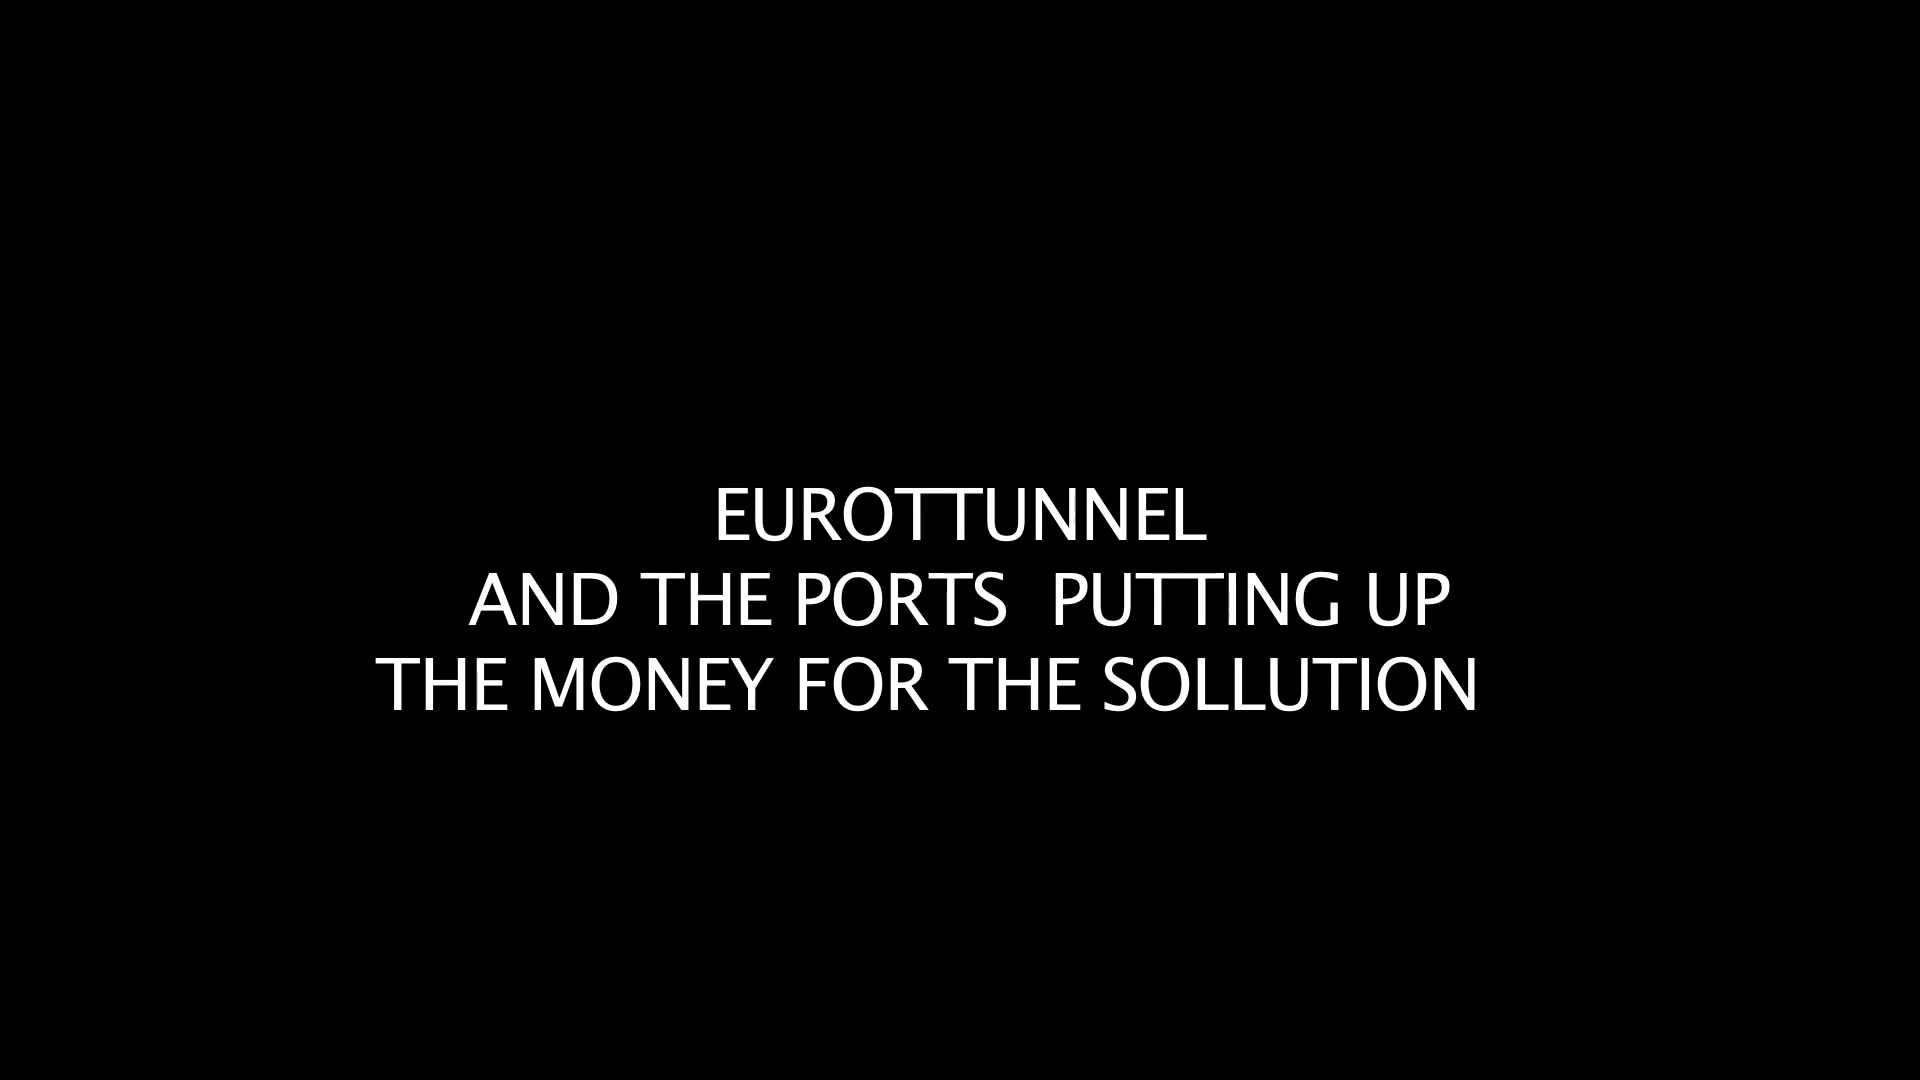 EUROTTUNNEL
AND THE PORTS  PUTTING UP
THE MONEY FOR THE SOLLUTION